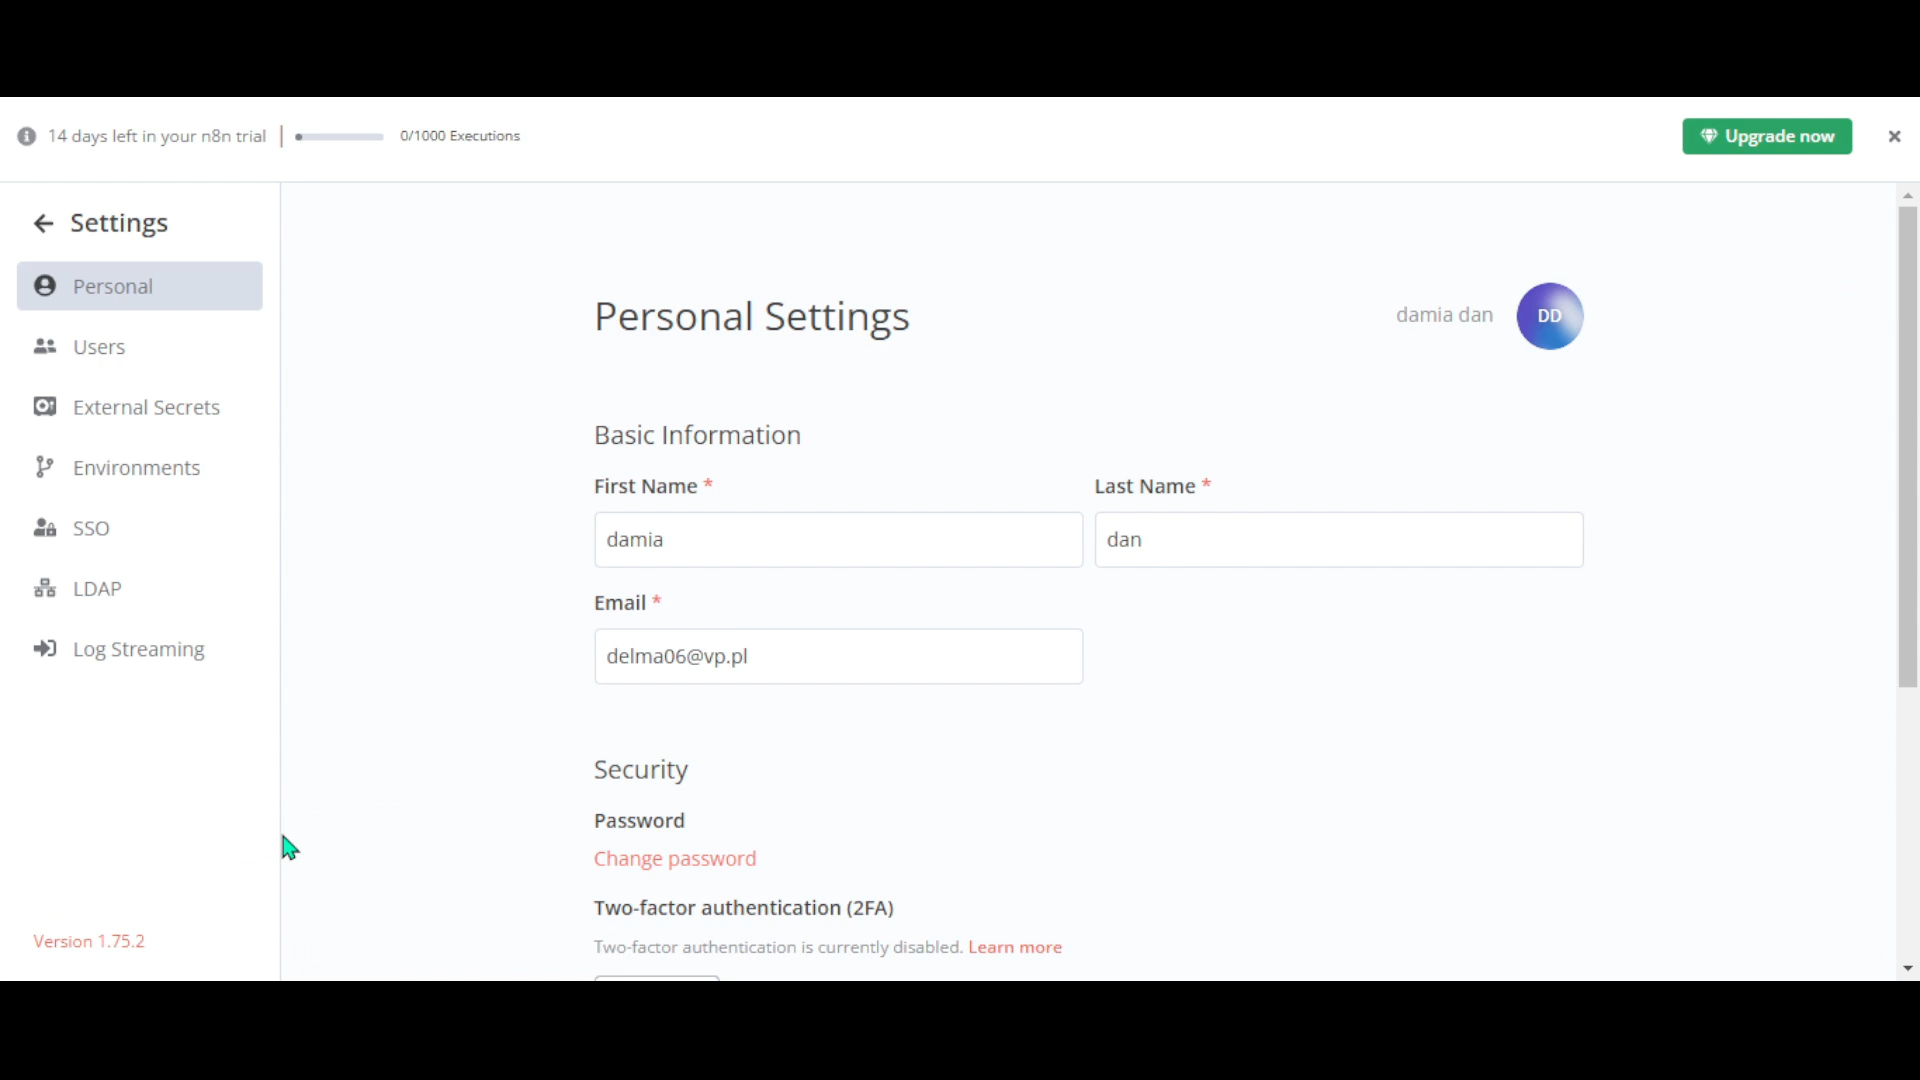 14 days left in your n8n trial
0/1000 Executions
Upgrade now
Settings
Personal
Users
External Secrets
Environments
SSO
LDAP
Log Streaming
Version 1.75.2
Personal Settings
damia dan
DD
Basic Information
First Name *
Last Name *
damia
dan
Email *
delma06@vp.pl
Security
Password
Change password
Two-factor authentication (2FA)
Two-factor authentication is currently disabled. Learn more